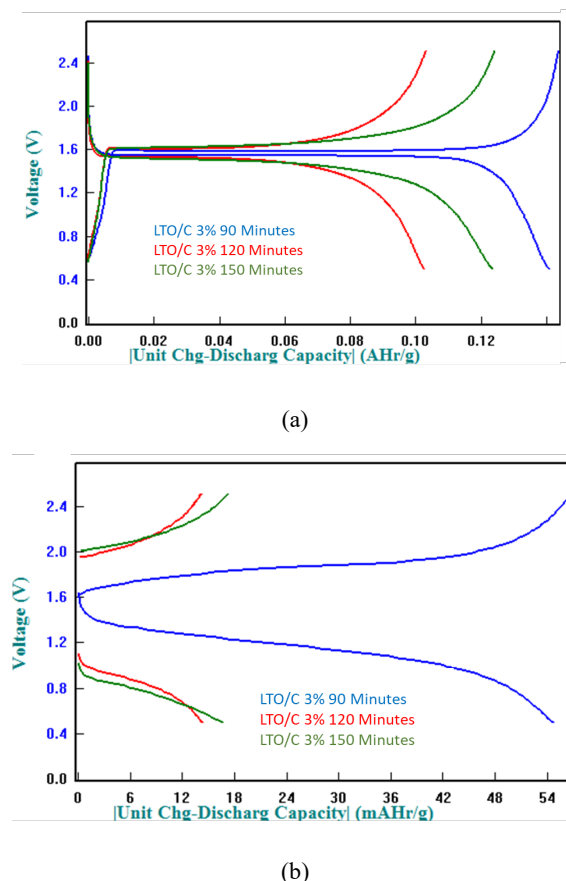 2.4
2.0
1.6
1.2
0.8
0.4
0.0
Voltage (V)
LTO/C 3% 90 Minutes
LTO/C 3% 120 Minutes
LTO/C 3% 150 Minutes
0.00 0.02 0.04 0.06 0.08 0.10 0.12
|Unit Chg-Discharg Capacity| (AHr/g)
(a)
2.4
2.0
1.6
1.2
0.8
0.4
0.0
Voltage (V)
LTO/C 3% 90 Minutes
LTO/C 3% 120 Minutes
LTO/C 3% 150 Minutes
0 6 12 18 24 30 36 42 48 54
|Unit Chg-Discharg Capacity| (mAHr/g)
(b)